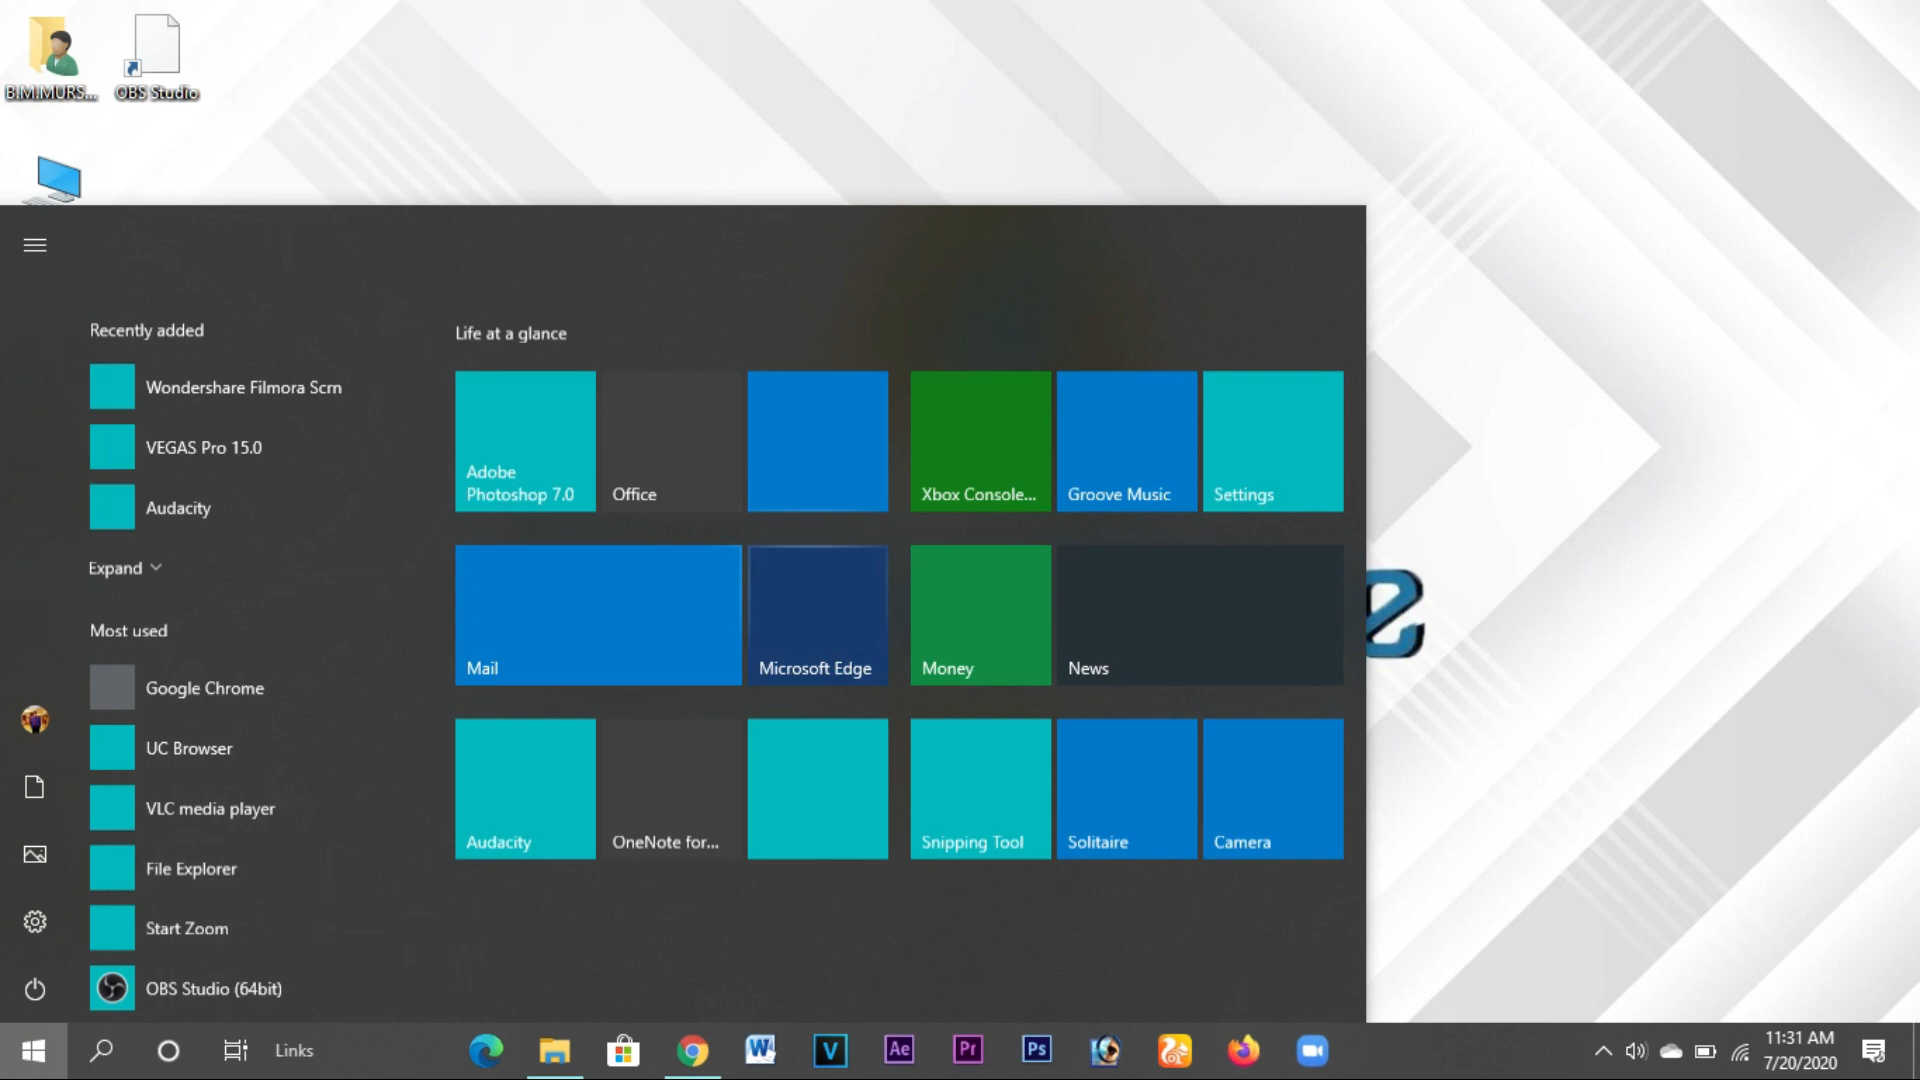 B.M.MURS...
OBS Studio
Recently added
Wondershare Filmora Scrn
VEGAS Pro 15.0
Audacity
Expand
Most used
Google Chrome
UC Browser
VLC media player
File Explorer
Start Zoom
OBS Studio (64bit)
Life at a glance
Adobe
Photoshop 7.0
Office
Xbox Console...
Groove Music
Settings
Mail
Microsoft Edge
Money
News
Audacity
OneNote for...
Snipping Tool
Solitaire
Camera
e
Links
W
V
Ae
Pr
Ps
11:31 AM
7/20/2020